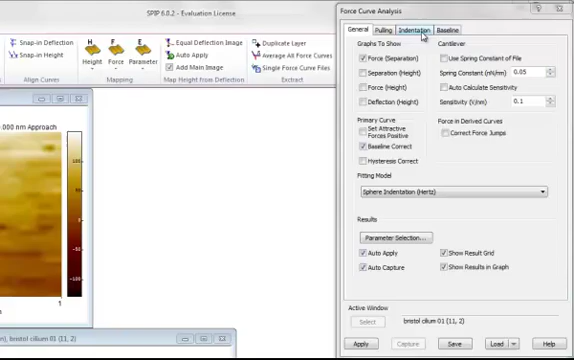 SPIP 6.0.2 - Evaluation License
Snap-in Deflection
Snap-in Height
Align Curves
Height
Force
Parameter
Mapping
Equal Deflection Image
Auto Apply
Add Main Image
Map Height from Deflection
Duplicate Layer
Average All Force Curves
Single Force Curve Files
Extract
000 nm Approach
100
50
0
-50
-100
1
), bristol cilium 01 (11, 2)
Force Curve Analysis
General
Pulling
Indentation
Baseline
Graphs To Show
Force (Separation)
Separation (Height)
Force (Height)
Deflection (Height)
Cantilever
Use Spring Constant of File
Spring Constant (nN/nm)
0.05
Auto Calculate Sensitivity
Sensitivity (V/nm)
0.1
Primary Curve
Set Attractive
Forces Positive
Baseline Correct
Hysteresis Correct
Force in Derived Curves
Correct Force Jumps
Fitting Model
Sphere Indentation (Hertz)
Results
Parameter Selection...
Auto Apply
Auto Capture
Show Result Grid
Show Results in Graph
Active Window
Select
bristol cilium 01 (11, 2)
Apply
Capture
Save
Load
Help